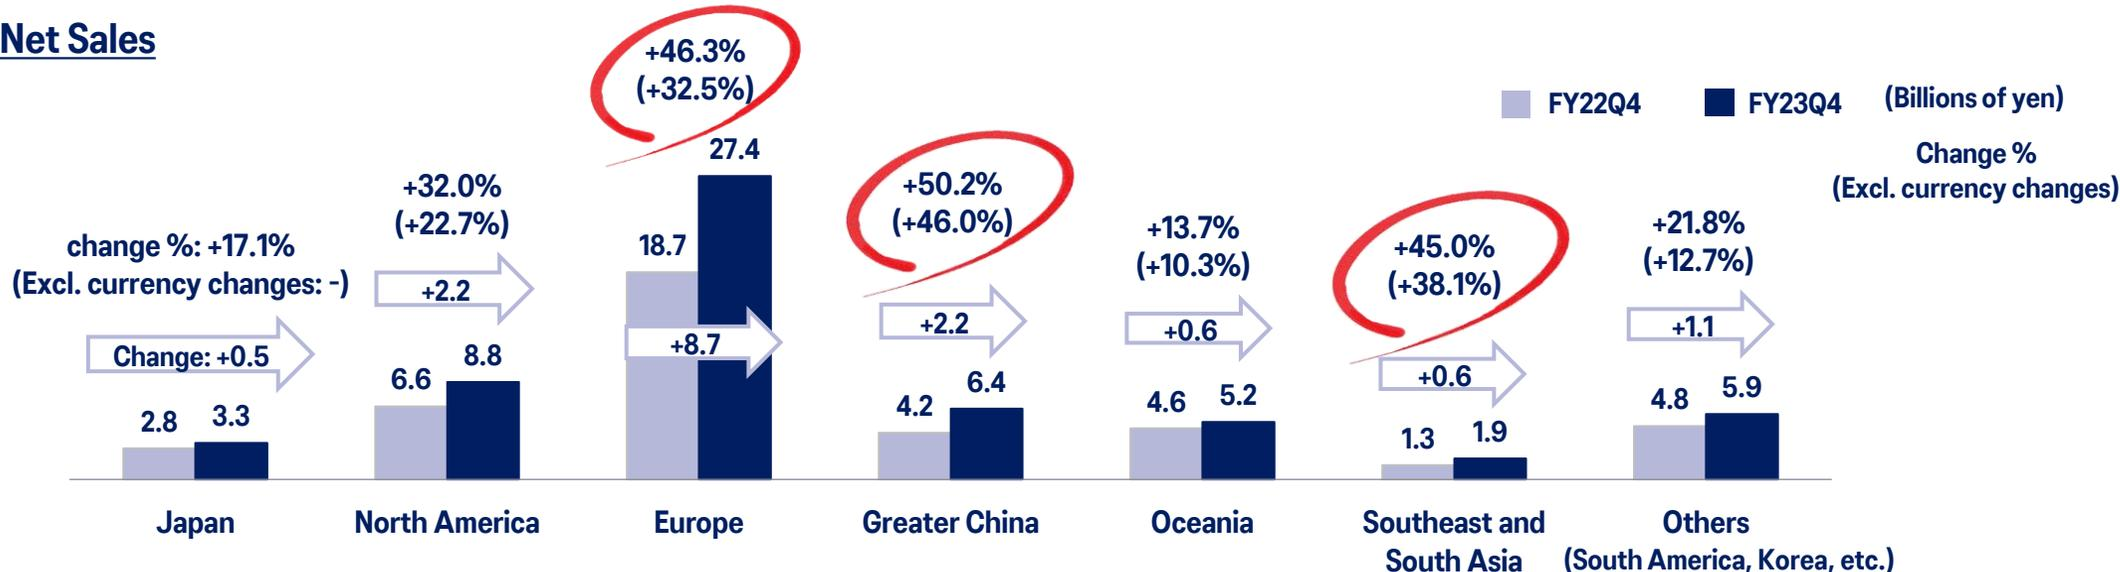 Net Sales
FY22Q4
FY23Q4
(Billions of yen)
Change %
(Excl. currency changes)
change %: +17.1%
(Excl. currency changes: -)
Change: +0.5
2.8
3.3
Japan
+32.0%
(+22.7%)
+2.2
6.6
8.8
North America
+46.3%
(+32.5%)
27.4
18.7
+8.7
Europe
+50.2%
(+46.0%)
+2.2
4.2
6.4
Greater China
+13.7%
(+10.3%)
+0.6
4.6
5.2
Oceania
+45.0%
(+38.1%)
+0.6
1.3
1.9
Southeast and
South Asia
+21.8%
(+12.7%)
+1.1
4.8
5.9
Others
(South America, Korea, etc.)